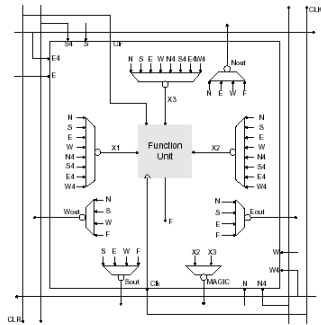 CLK
S4 S Clr
E4
E
N S E W N4 S4 E4 W4
Nout
N E W F
X3
N
S
E
W
N4
S4
E4
W4
X1
Function
Unit
X2
N
S
E
W
N4
S4
E4
W4
Wout
N
S
W
F
F
N
S
E
F
Eout
S E W F
X2 X3
W
W4
Sout
Clk
MAGIC
N N4
CLR